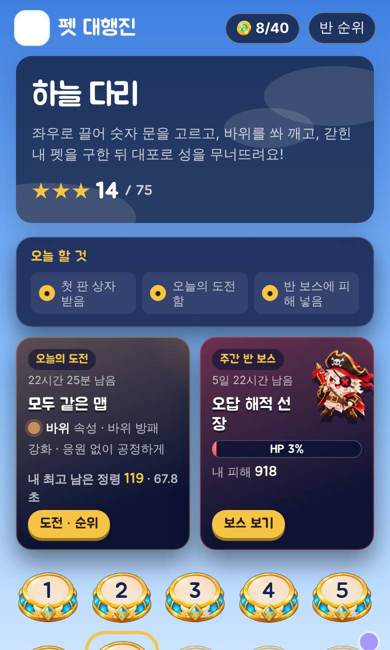 펫 대행진
8/40
반 순위
하늘 다리
좌우로 끌어 숫자 문을 고르고, 바위를 쏴 깨고, 갇힌
내 펫을 구한 뒤 대포로 성을 무너뜨려요!
★★★ 14 / 75
오늘 할 것
첫 판 상자
받음
오늘의 도전
함
반 보스에 피
해 넣음
오늘의 도전
22시간 25분 남음
모두 같은 맵
바위 속성 · 바위 방패
강화 · 응원 없이 공정하게
내 최고 남은 정령 119 · 67.8
초
도전 · 순위
주간 반 보스
5일 22시간 남음
오답 해적 선
장
HP 3%
내 피해 918
보스 보기
1
2
3
4
5